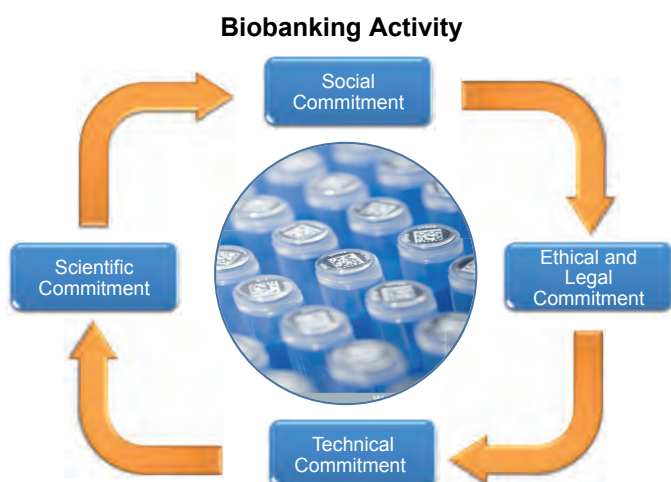 Biobanking Activity
Social
Commitment
Ethical and
Legal
Commitment
Technical
Commitment
Scientific
Commitment